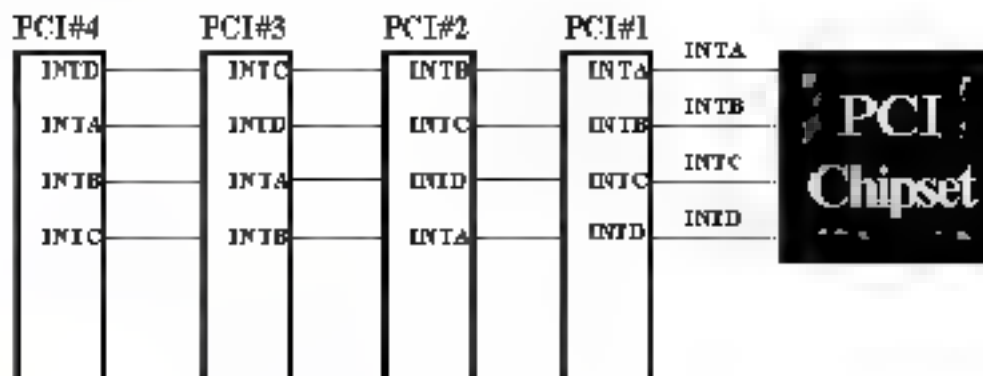 PCI#4 PCI#3 PCI#2 PCI#1
INTD INTC INTB INTA INTA
INTA INTD INTC INTB INTB
INTB INTA INTD INTC INTC
INTC INTB INTA INTD INTD
PCI
Chipset